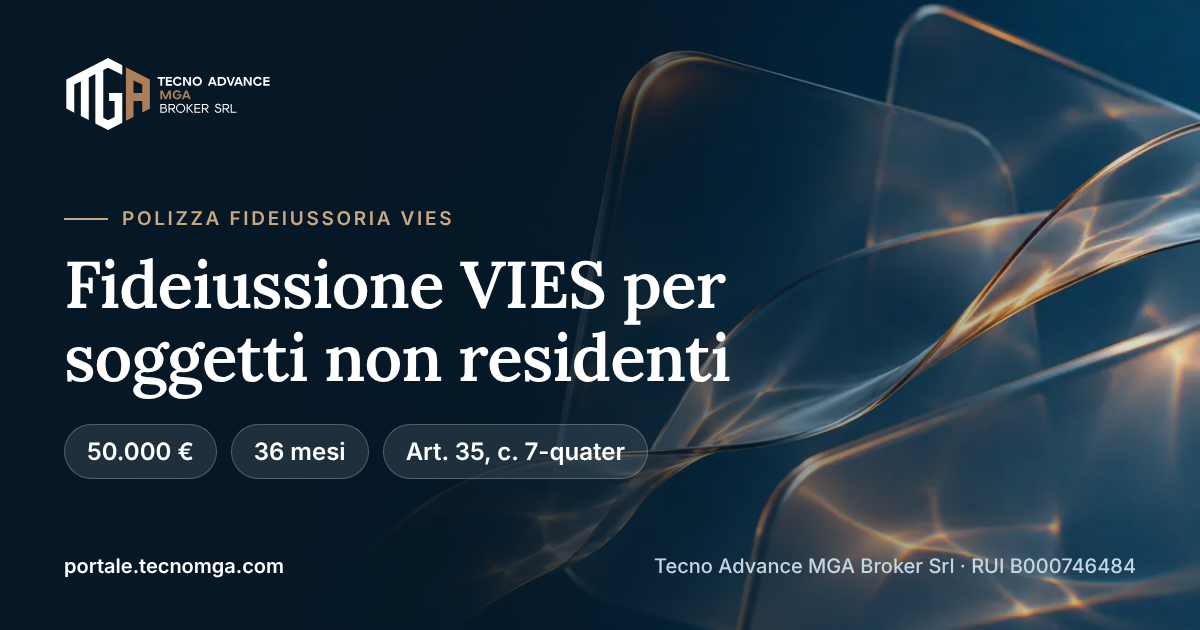 MGA
TECNO ADVANCE
MGA
BROKER SRL
POLIZZA FIDEIUSSORIA VIES
Fideiussione VIES per
soggetti non residenti
50.000 €
36 mesi
Art. 35, c. 7-quater
portale.tecnomga.com
Tecno Advance MGA Broker Srl · RUI B000746484